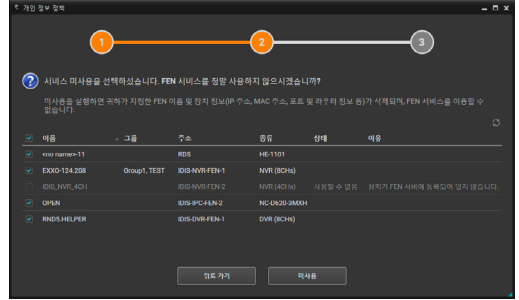 개인 정보 정책
1
2
3
서비스 미사용을 선택하셨습니다. FEN 서비스를 정말 사용하지 않으시겠습니까?
미사용을 실행하면 귀하가 지정한 FEN 이름 및 장치 정보(IP 주소, MAC 주소, 포트 및 라우터 정보 등)가 삭제되며, FEN 서비스를 이용할 수
없습니다.
이름 그룹 주소 종류 상태 이유
<no name>-11 RDS HE-1101
EXXO-124.208 Group1, TEST IDIS-NVR-FEN-1 NVR (8CHs)
IDIS_NVR_4CH IDIS-NVR-FEN-2 NVR (4CHs) 사용할 수 없음 장치가 FEN 서버에 등록되어 있지 않습니다.
OPEN IDIS-IPC-FEN-2 NC-D620-3MXH
RND5.HELPER IDIS-DVR-FEN-1 DVR (8CHs)
뒤로 가기 미사용